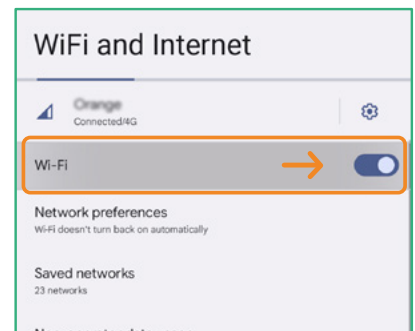 WiFi and Internet
Orange
Connected/4G
Wi-Fi
Network preferences
Wi-Fi doesn't turn back on automatically
Saved networks
23 networks